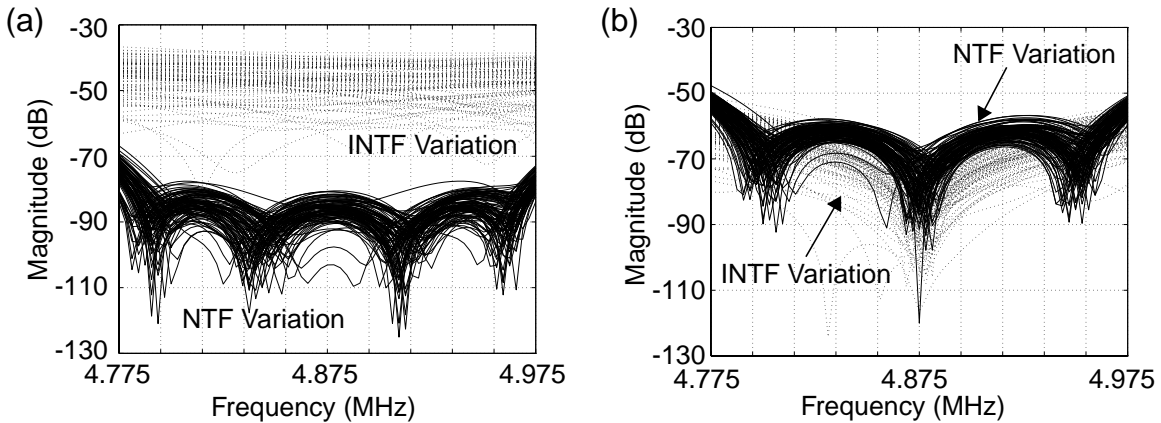 (a)
-30
-50
-70
-90
-110
-130
Magnitude (dB)
INTF Variation
NTF Variation
4.775
4.875
4.975
Frequency (MHz)
(b)
-30
-50
-70
-90
-110
-130
Magnitude (dB)
NTF Variation
INTF Variation
4.775
4.875
4.975
Frequency (MHz)